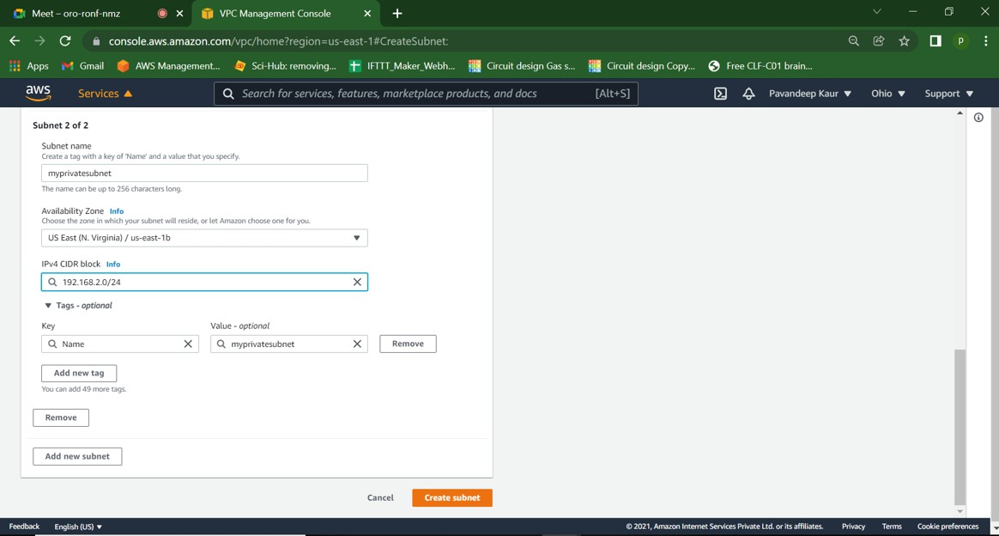 Meet – oro-ronf-nmz
VPC Management Console
console.aws.amazon.com/vpc/home?region=us-east-1#CreateSubnet:
P
Apps
Gmail
AWS Management...
Sci-Hub: removing...
IFTTT_Maker_Webh...
Circuit design Gas s...
Circuit design Copy...
Free CLF-C01 brain...
aws
Services
Search for services, features, marketplace products, and docs
[Alt+S]
Pavandeep Kaur
Ohio
Support
Subnet 2 of 2
Subnet name
Create a tag with a key of 'Name' and a value that you specify.
myprivatesubnet
The name can be up to 256 characters long.
Availability Zone Info
Choose the zone in which your subnet will reside, or let Amazon choose one for you.
US East (N. Virginia) / us-east-1b
IPv4 CIDR block Info
192.168.2.0/24
Tags - optional
Key
Value - optional
Name
myprivatesubnet
Remove
Add new tag
You can add 49 more tags.
Remove
Add new subnet
Cancel
Create subnet
Feedback
English (US)
© 2021, Amazon Internet Services Private Ltd. or its affiliates.
Privacy
Terms
Cookie preferences